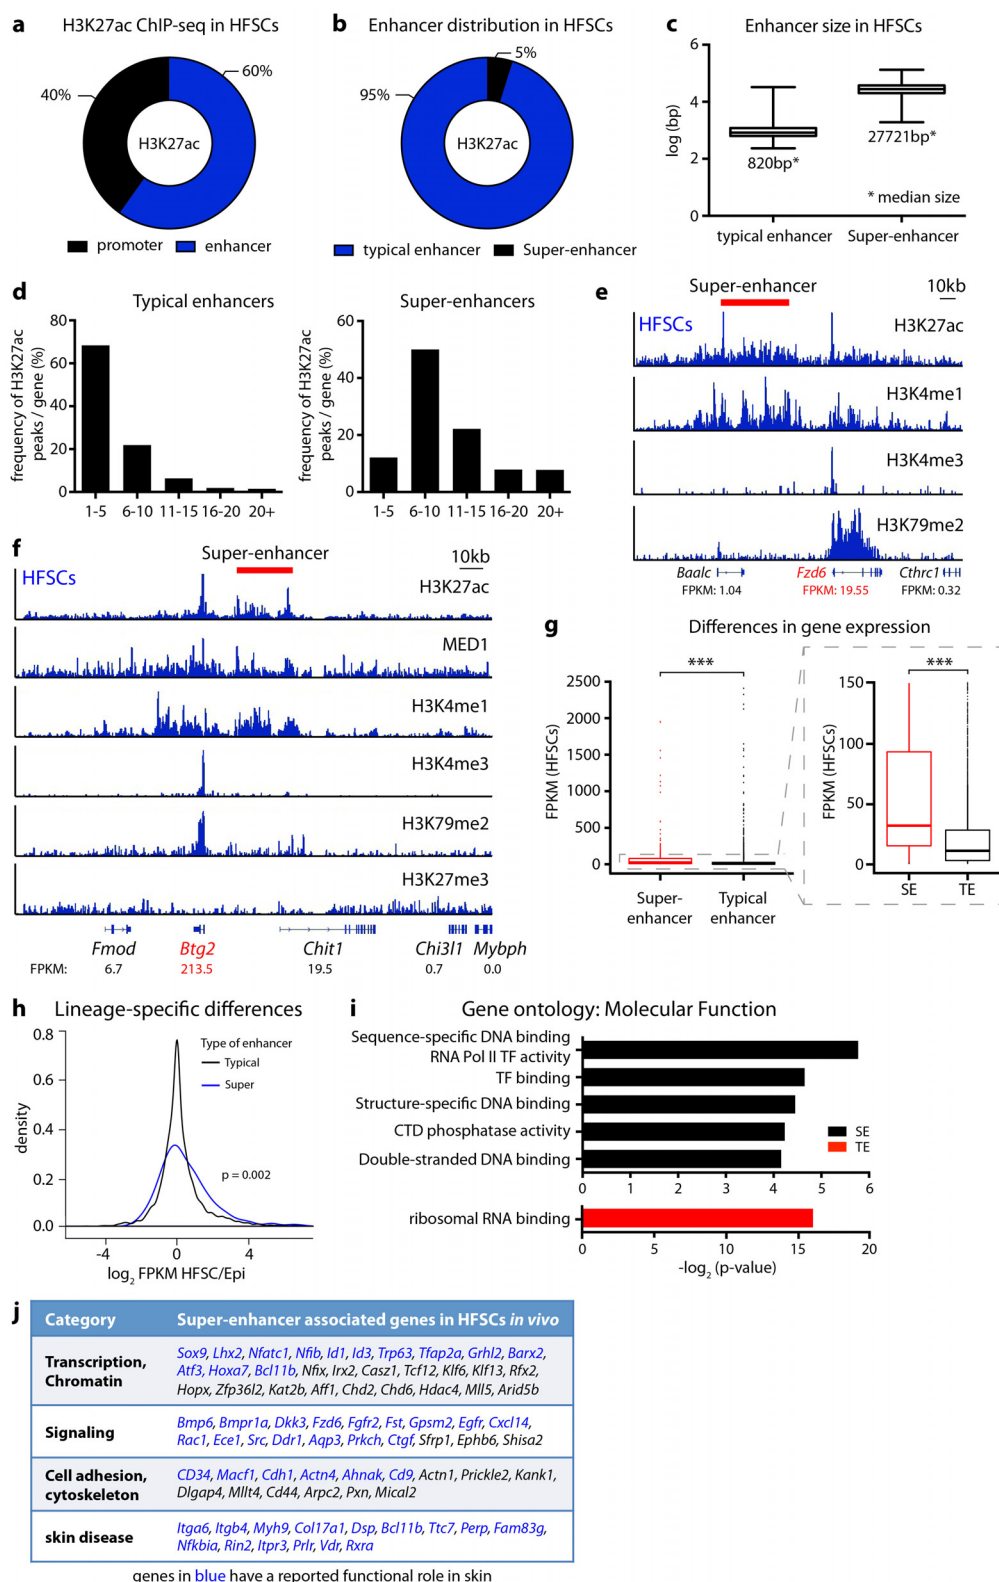 a H3K27ac ChIP-seq in HFSCs
60%
40%
H3K27ac
promoter enhancer
b Enhancer distribution in HFSCs
5%
95%
H3K27ac
typical enhancer Super-enhancer
c Enhancer size in HFSCs
log (bp)
6
4
2
0
820bp*
27721bp*
* median size
typical enhancer Super-enhancer
d Typical enhancers
frequency of H3K27ac
peaks / gene (%)
80
60
40
20
0
1-5 6-10 11-15 16-20 20+
Super-enhancers
frequency of H3K27ac
peaks / gene (%)
60
40
20
0
1-5 6-10 11-15 16-20 20+
e Super-enhancer 10kb
HFSCs
H3K27ac
H3K4me1
H3K4me3
H3K79me2
Baalc Fzd6 Cthrc1
FPKM: 1.04 FPKM: 19.55 FPKM: 0.32
f Super-enhancer 10kb
HFSCs
H3K27ac
MED1
H3K4me1
H3K4me3
H3K79me2
H3K27me3
Fmod Btg2 Chit1 Chi3l1 Mybph
FPKM: 6.7 213.5 19.5 0.7 0.0
g Differences in gene expression
FPKM (HFSCs)
2500
2000
1500
1000
500
0
***
Super-
enhancer
Typical
enhancer
FPKM (HFSCs)
150
100
50
0
***
SE TE
h Lineage-specific differences
density
0.8
0.6
0.4
0.2
0.0
Type of enhancer
Typical
Super
p = 0.002
-4 0 4
log2 FPKM HFSC/Epi
i Gene ontology: Molecular Function
Sequence-specific DNA binding
RNA Pol II TF activity
TF binding
Structure-specific DNA binding
CTD phosphatase activity
Double-stranded DNA binding
SE
TE
0 1 2 3 4 5 6
ribosomal RNA binding
0 5 10 15 20
-log2 (p-value)
j
Category Super-enhancer associated genes in HFSCs in vivo
Transcription,
Chromatin
Sox9, Lhx2, Nfatc1, Nfib, Id1, Id3, Trp63, Tfap2a, Grhl2, Barx2,
Atf3, Hoxa7, Bcl11b, Nfix, Irx2, Casz1, Tcf12, Klf6, Klf13, Rfx2,
Hopx, Zfp36l2, Kat2b, Aff1, Chd2, Chd6, Hdac4, Mll5, Arid5b
Signaling
Bmp6, Bmpr1a, Dkk3, Fzd6, Fgfr2, Fst, Gpsm2, Egfr, Cxcl14,
Rac1, Ece1, Src, Ddr1, Aqp3, Prkch, Ctgf, Sfrp1, Ephb6, Shisa2
Cell adhesion,
cytoskeleton
CD34, Macf1, Cdh1, Actn4, Ahnak, Cd9, Actn1, Prickle2, Kank1,
Dlgap4, Mllt4, Cd44, Arpc2, Pxn, Mical2
skin disease
Itga6, Itgb4, Myh9, Col17a1, Dsp, Bcl11b, Ttc7, Perp, Fam83g,
Nfkbia, Rin2, Itpr3, Prlr, Vdr, Rxra
genes in blue have a reported functional role in skin